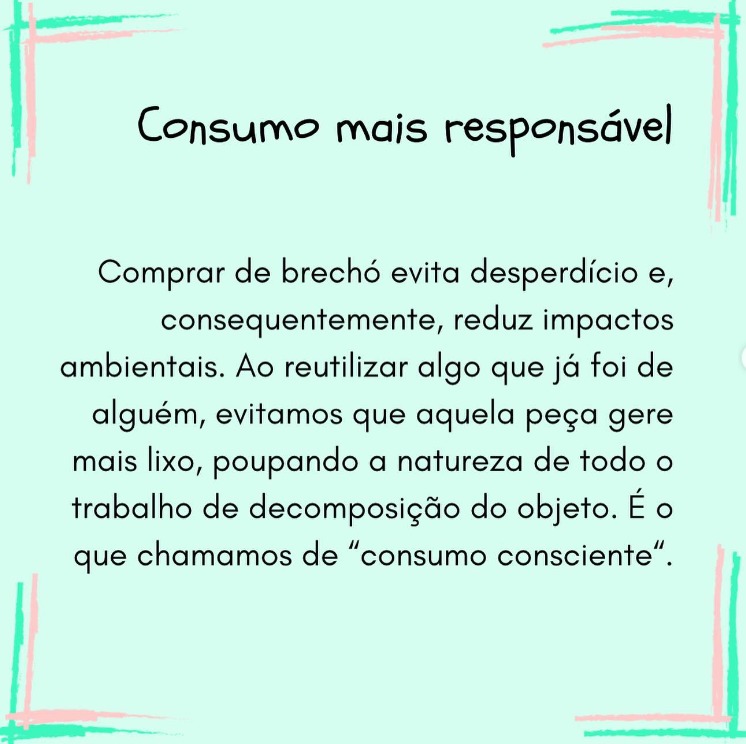 Consumo mais responsável
Comprar de brechó evita desperdício e,
consequentemente, reduz impactos
ambientais. Ao reutilizar algo que já foi de
alguém, evitamos que aquela peça gere
mais lixo, poupando a natureza de todo o
trabalho de decomposição do objeto. É o
que chamamos de “consumo consciente“.